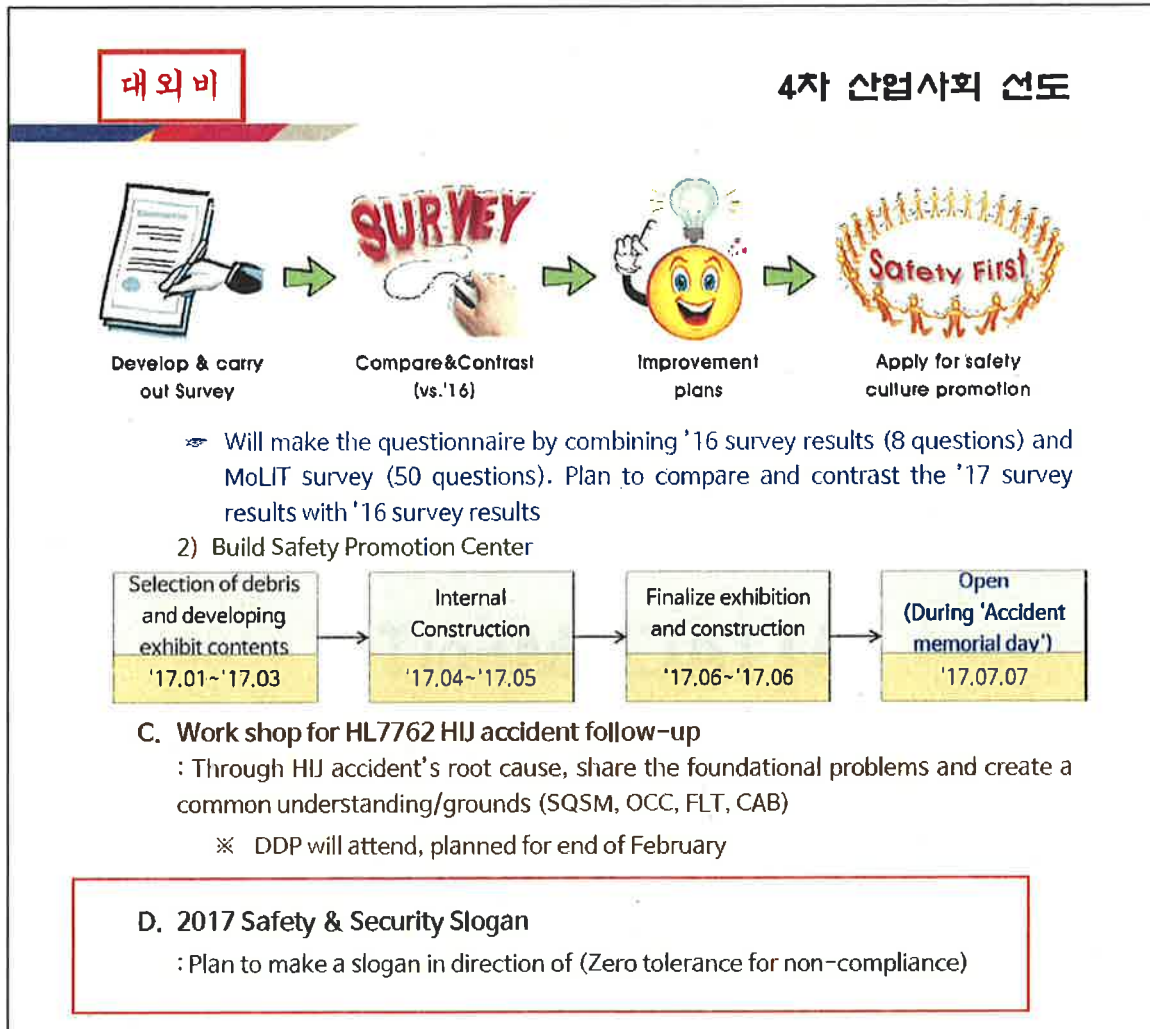 대외비
4차 산업사회 선도
SURVEY
Safety First
Develop & carry
out Survey
Compare&Contrast
(vs.'16)
Improvement
plans
Apply for safety
culture promotion
☞ Will make the questionnaire by combining '16 survey results (8 questions) and
MoLIT survey (50 questions). Plan to compare and contrast the '17 survey
results with '16 survey results
2) Build Safety Promotion Center
Selection of debris
and developing
exhibit contents
'17.01~'17.03
Internal
Construction
'17.04~'17.05
Finalize exhibition
and construction
'17.06~'17.06
Open
(During 'Accident
memorial day')
'17.07.07
C. Work shop for HL7762 HIJ accident follow-up
: Through HIJ accident's root cause, share the foundational problems and create a
common understanding/grounds (SQSM, OCC, FLT, CAB)
※ DDP will attend, planned for end of February
D. 2017 Safety & Security Slogan
: Plan to make a slogan in direction of (Zero tolerance for non-compliance)